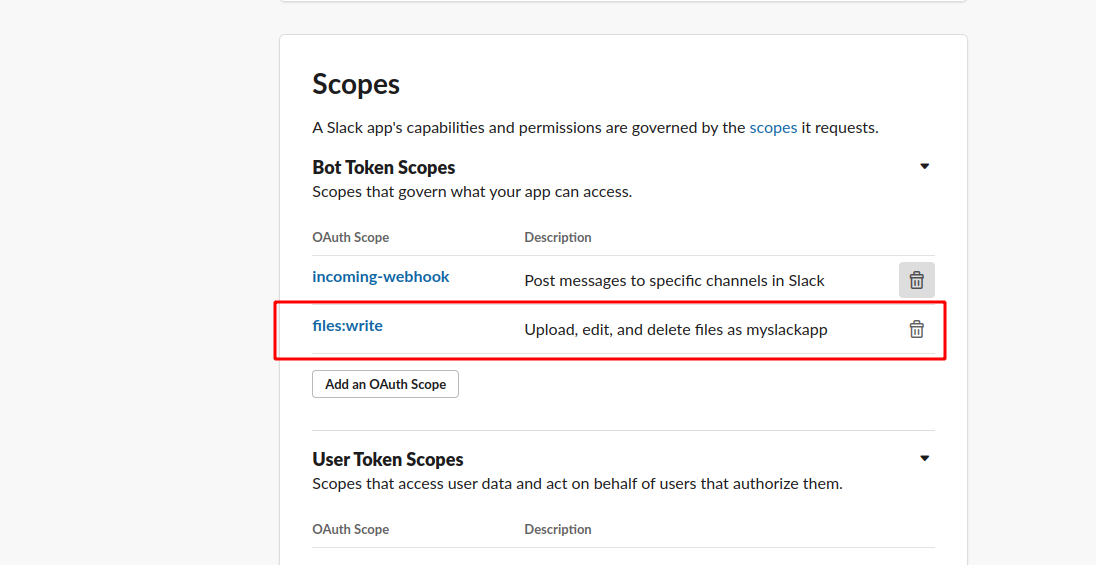 Scopes
A Slack app's capabilities and permissions are governed by the scopes it requests.
Bot Token Scopes
Scopes that govern what your app can access.
OAuth Scope Description
incoming-webhook Post messages to specific channels in Slack
files:write Upload, edit, and delete files as myslackapp
Add an OAuth Scope
User Token Scopes
Scopes that access user data and act on behalf of users that authorize them.
OAuth Scope Description